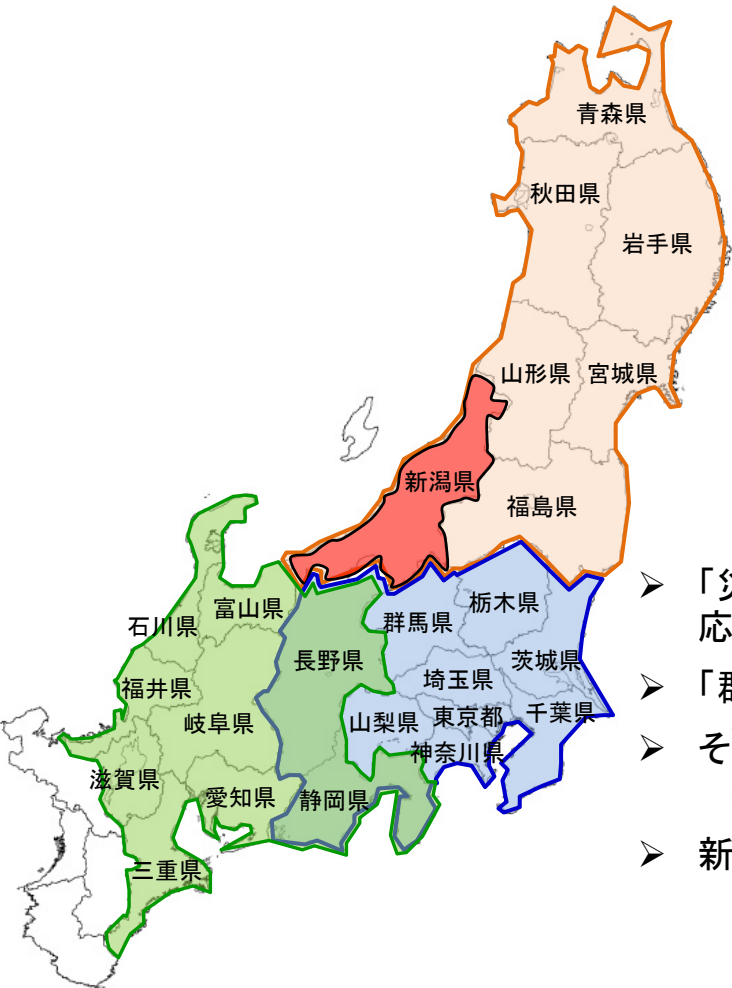 青森県
秋田県
岩手県
山形県
宮城県
新潟県
福島県
富山県
石川県
福井県
岐阜県
滋賀県
愛知県
三重県
長野県
静岡県
群馬県
栃木県
茨城県
埼玉県
山梨県
東京都
千葉県
神奈川県
➢ 「災
応
➢ 「群
➢ そ
➢ 新